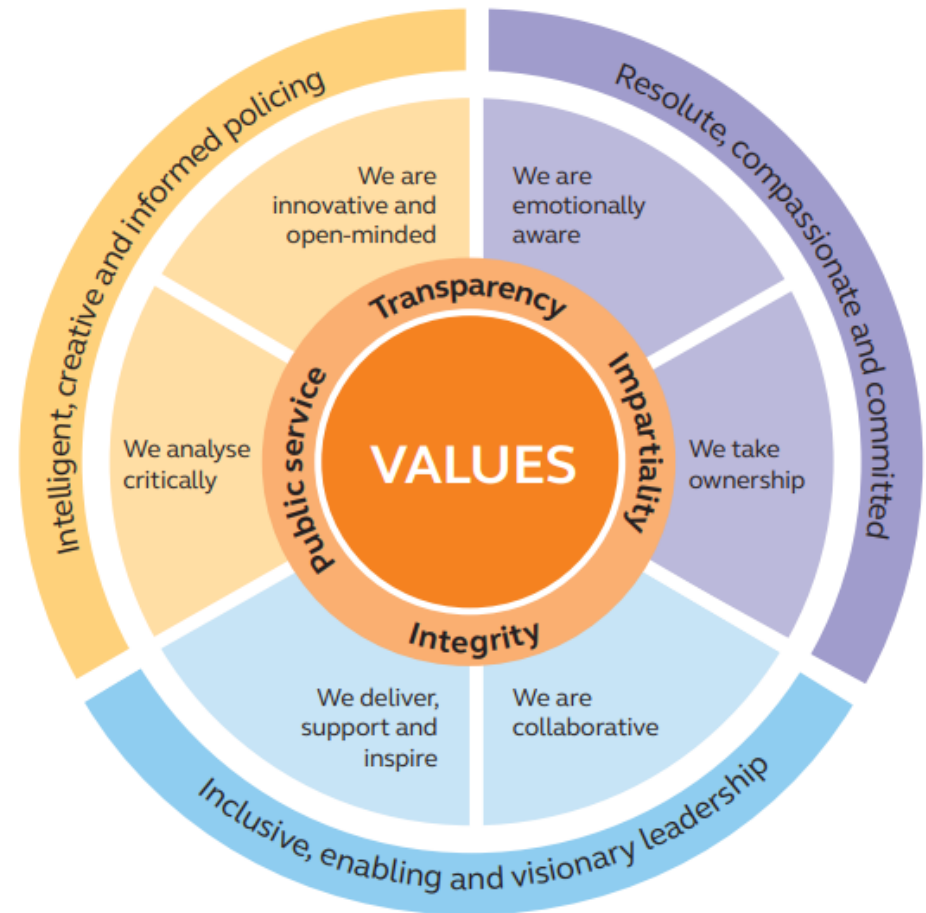 Intelligent, creative and informed policing
Resolute, compassionate and committed
We are
innovative and
open-minded
We are
emotionally
aware
Transparency
Public service
VALUES
Impartiality
We analyse
critically
We take
ownership
Integrity
We deliver,
support and
inspire
We are
collaborative
Inclusive, enabling and visionary leadership